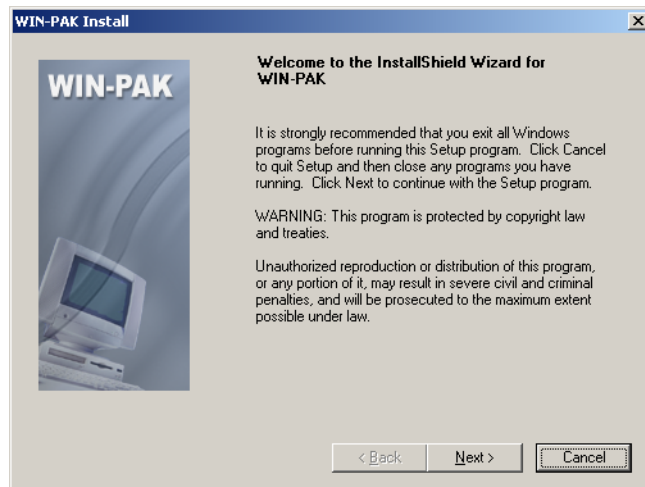 WIN-PAK Install
WIN-PAK
Welcome to the InstallShield Wizard for
WIN-PAK
It is strongly recommended that you exit all Windows
programs before running this Setup program. Click Cancel
to quit Setup and then close any programs you have
running. Click Next to continue with the Setup program.
WARNING: This program is protected by copyright law
and treaties.
Unauthorized reproduction or distribution of this program,
or any portion of it, may result in severe civil and criminal
penalties, and will be prosecuted to the maximum extent
possible under law.
< Back Next > Cancel